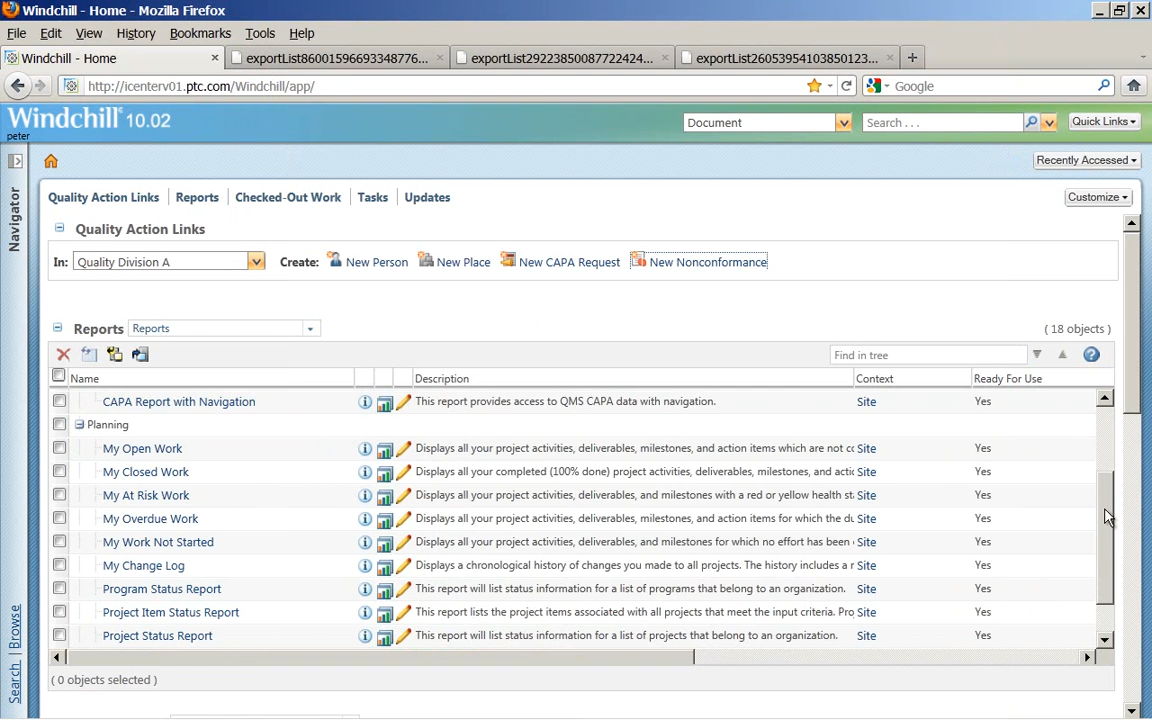 Windchill - Home - Mozilla Firefox
File Edit View History Bookmarks Tools Help
Windchill - Home
exportList86001596693348776...
exportList29223850087722424...
exportList26053954103850123...
http://icenterv01.ptc.com/Windchill/app/
Google
Windchill 10.02
peter
Document
Search . . .
Quick Links
Recently Accessed
Navigator
Quality Action Links Reports Checked-Out Work Tasks Updates
Customize
Quality Action Links
In: Quality Division A Create: New Person New Place New CAPA Request New Nonconformance
Reports Reports ( 18 objects )
Find in tree
Name Description Context Ready For Use
CAPA Report with Navigation This report provides access to QMS CAPA data with navigation. Site Yes
Planning
My Open Work Displays all your project activities, deliverables, milestones, and action items which are not cc Site Yes
My Closed Work Displays all your completed (100% done) project activities, deliverables, milestones, and actic Site Yes
My At Risk Work Displays all your project activities, deliverables, and milestones with a red or yellow health st Site Yes
My Overdue Work Displays all your project activities, deliverables, milestones, and action items for which the du Site Yes
My Work Not Started Displays all your project activities, deliverables, milestones for which no effort has been Site Yes
My Change Log Displays a chronological history of changes you made to all projects. The history includes a r Site Yes
Program Status Report This report will list status information for a list of programs that belong to an organization. Site Yes
Project Item Status Report This report lists the project items associated with all projects that meet the input criteria. Pro Site Yes
Project Status Report This report will list status information for a list of projects that belong to an organization. Site Yes
( 0 objects selected )
Search | Browse